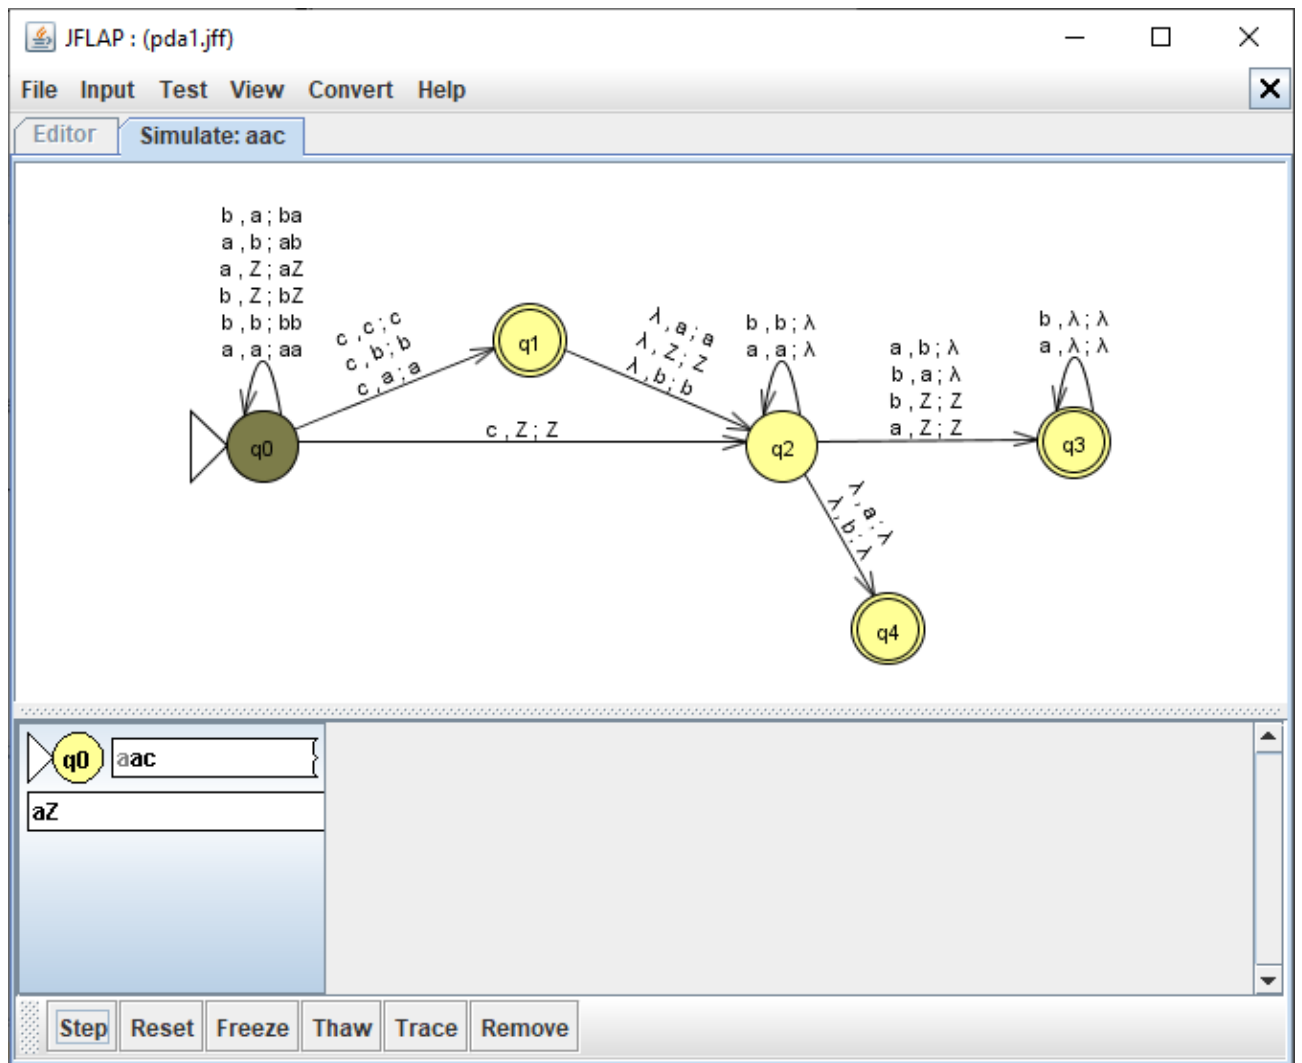 JFLAP : (pda1.jff)
File Input Test View Convert Help
Editor Simulate: aac
b , a ; ba
a , b ; ab
a , Z ; aZ
b , Z ; bZ
b , b ; bb
a , a ; aa
q0
c , c ; c
c , b ; b
c , a ; a
q1
λ , a ; a
λ , Z ; Z
λ , b ; b
c , Z ; Z
b , b ; λ
a , a ; λ
q2
a , b ; λ
b , a ; λ
b , Z ; Z
a , Z ; Z
b , λ ; λ
a , λ ; λ
q3
λ , a ; λ
λ , b ; λ
q4
q0 aac
aZ
Step Reset Freeze Thaw Trace Remove